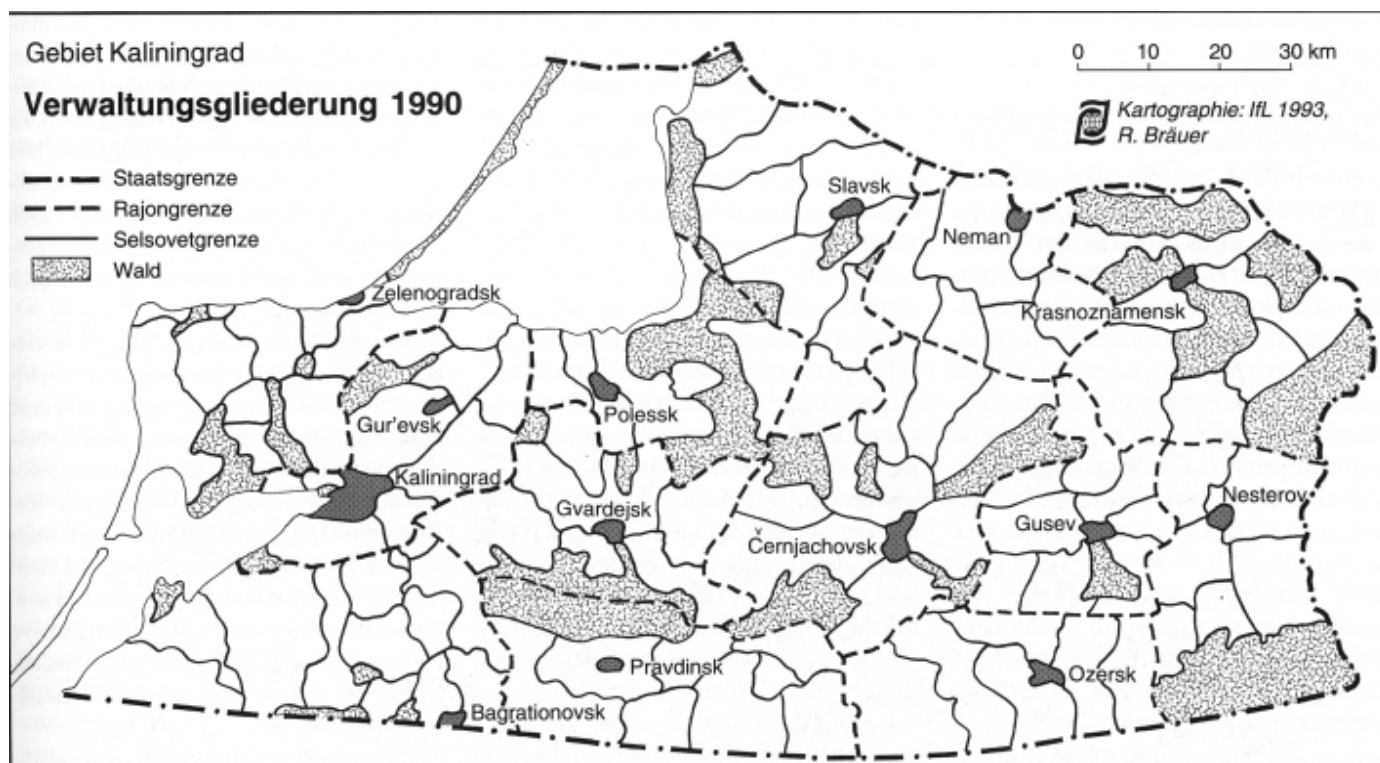 Gebiet Kaliningrad
Verwaltungsgliederung 1990
Staatsgrenze
Rajongrenze
Selsovetgrenze
Wald
0 10 20 30 km
Kartographie: IfL 1993,
R. Bräuer
Slavsk
Neman
Zelenogradsk
Krasnoznamensk
Polessk
Gur'evsk
Kaliningrad
Gvardejsk
Nesterov
Gusev
Černjachovsk
Pravdinsk
Ozersk
Bagrationovsk